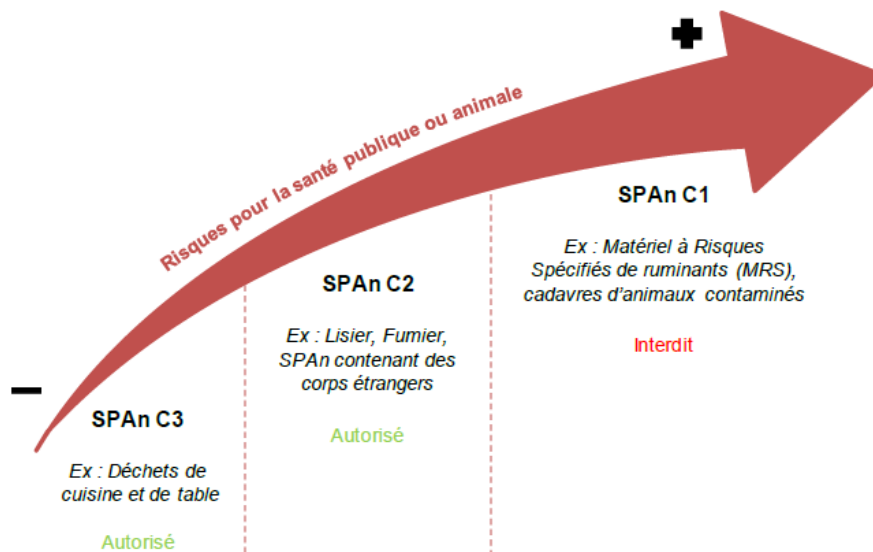 Risques pour la santé publique ou animale
+
SPAn C1
Ex : Matériel à Risques
Spécifiés de ruminants (MRS),
cadavres d'animaux contaminés
Interdit
SPAn C2
Ex : Lisier, Fumier,
SPAn contenant des
corps étrangers
Autorisé
−
SPAn C3
Ex : Déchets de
cuisine et de table
Autorisé